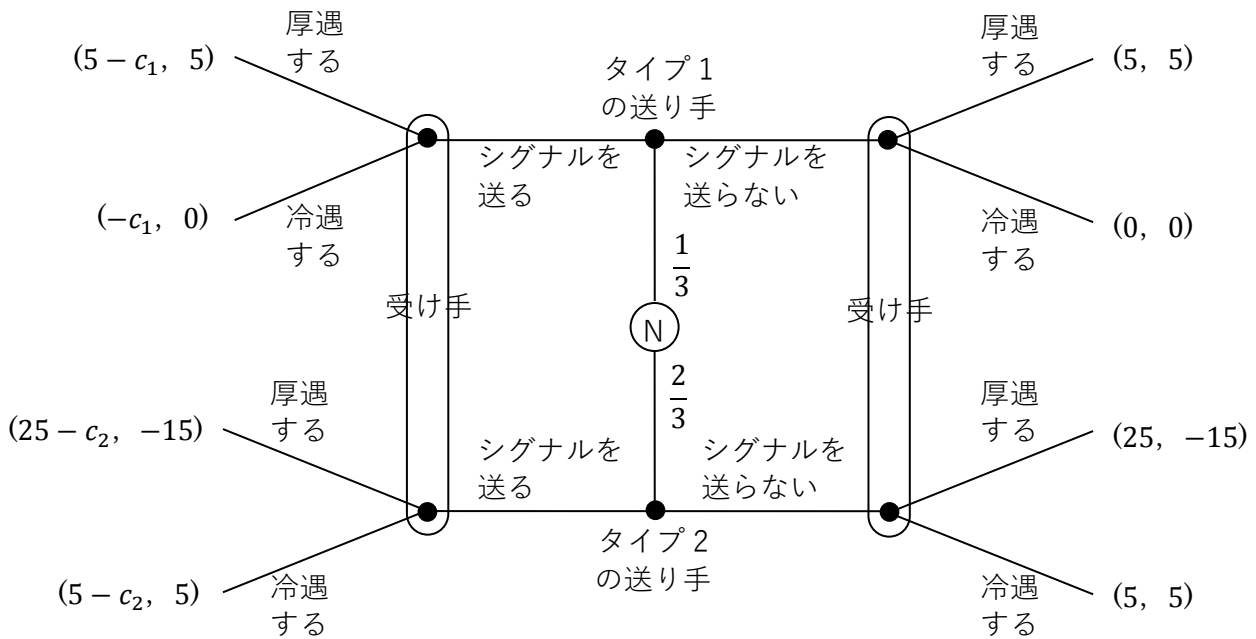 厚遇
する
(5 − c₁, 5)
シグナルを
送る
(−c₁, 0)
冷遇
する
タイプ 1
の送り手
シグナルを
送らない
厚遇
する
(5, 5)
(0, 0)
冷遇
する
1/3
受け手
N
受け手
2/3
厚遇
する
(25 − c₂, −15)
シグナルを
送る
(5 − c₂, 5)
冷遇
する
タイプ 2
の送り手
シグナルを
送らない
厚遇
する
(25, −15)
(5, 5)
冷遇
する